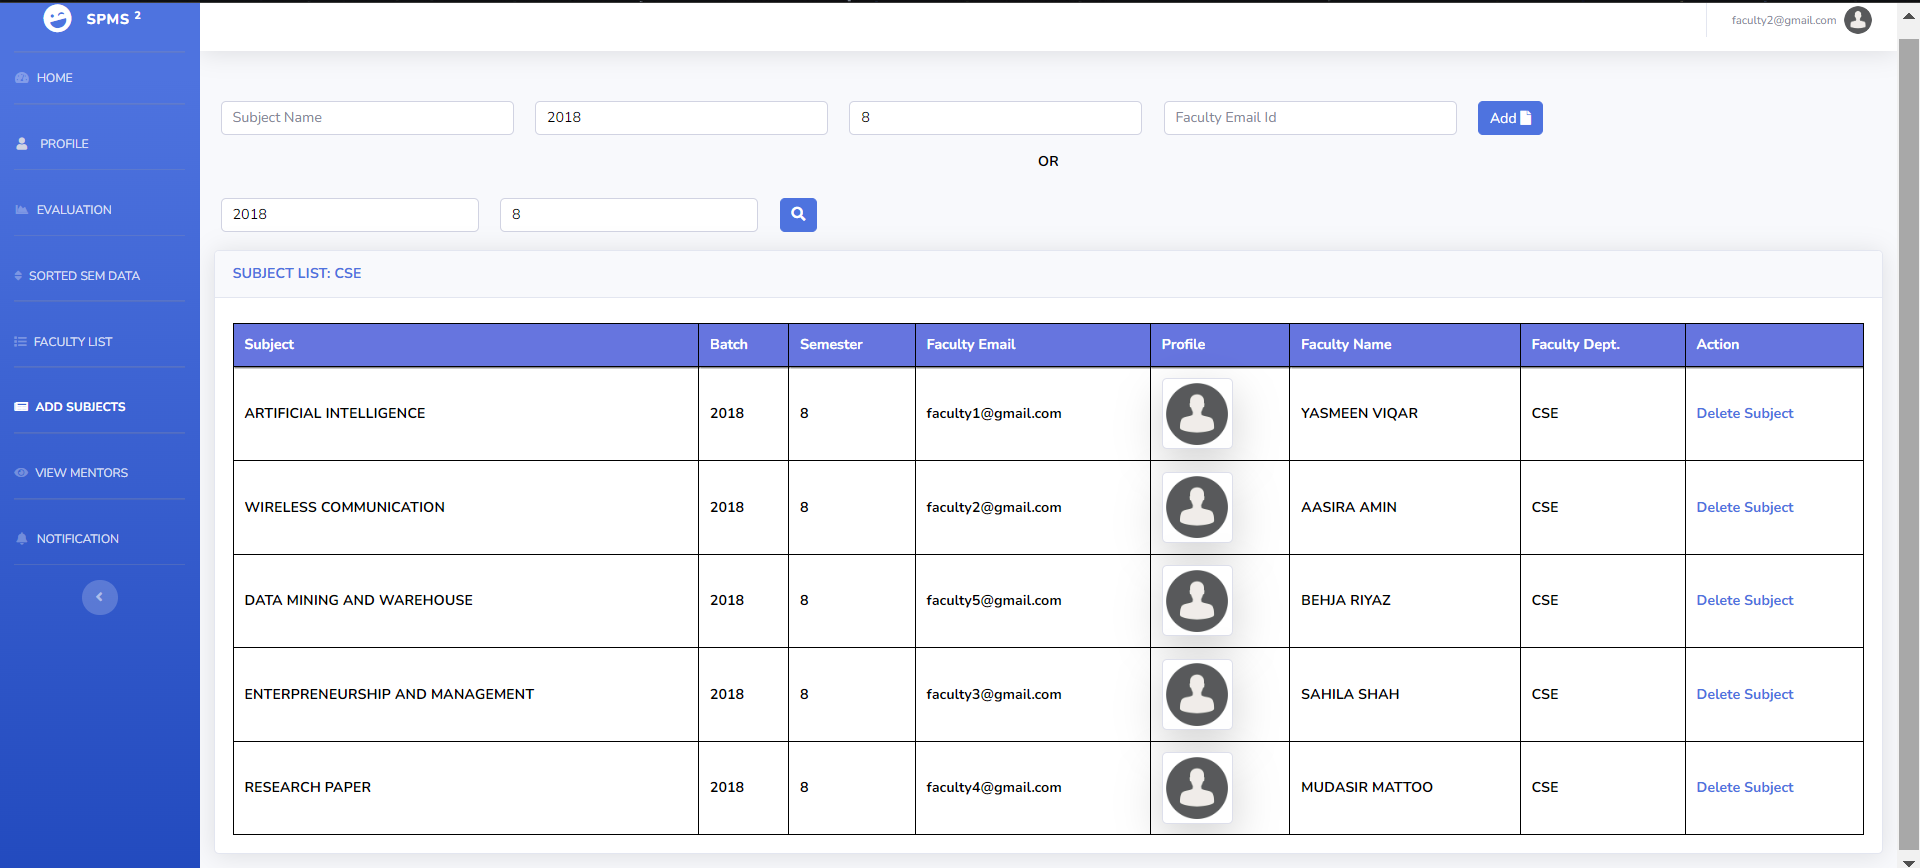 SPMS 2
faculty2@gmail.com
HOME
PROFILE
EVALUATION
SORTED SEM DATA
FACULTY LIST
ADD SUBJECTS
VIEW MENTORS
NOTIFICATION
Subject Name 2018 8 Faculty Email Id Add
OR
2018 8
SUBJECT LIST: CSE
Subject Batch Semester Faculty Email Profile Faculty Name Faculty Dept. Action
ARTIFICIAL INTELLIGENCE 2018 8 faculty1@gmail.com YASMEEN VIQAR CSE Delete Subject
WIRELESS COMMUNICATION 2018 8 faculty2@gmail.com AASIRA AMIN CSE Delete Subject
DATA MINING AND WAREHOUSE 2018 8 faculty5@gmail.com BEHJA RIYAZ CSE Delete Subject
ENTERPRENEURSHIP AND MANAGEMENT 2018 8 faculty3@gmail.com SAHILA SHAH CSE Delete Subject
RESEARCH PAPER 2018 8 faculty4@gmail.com MUDASIR MATTOO CSE Delete Subject